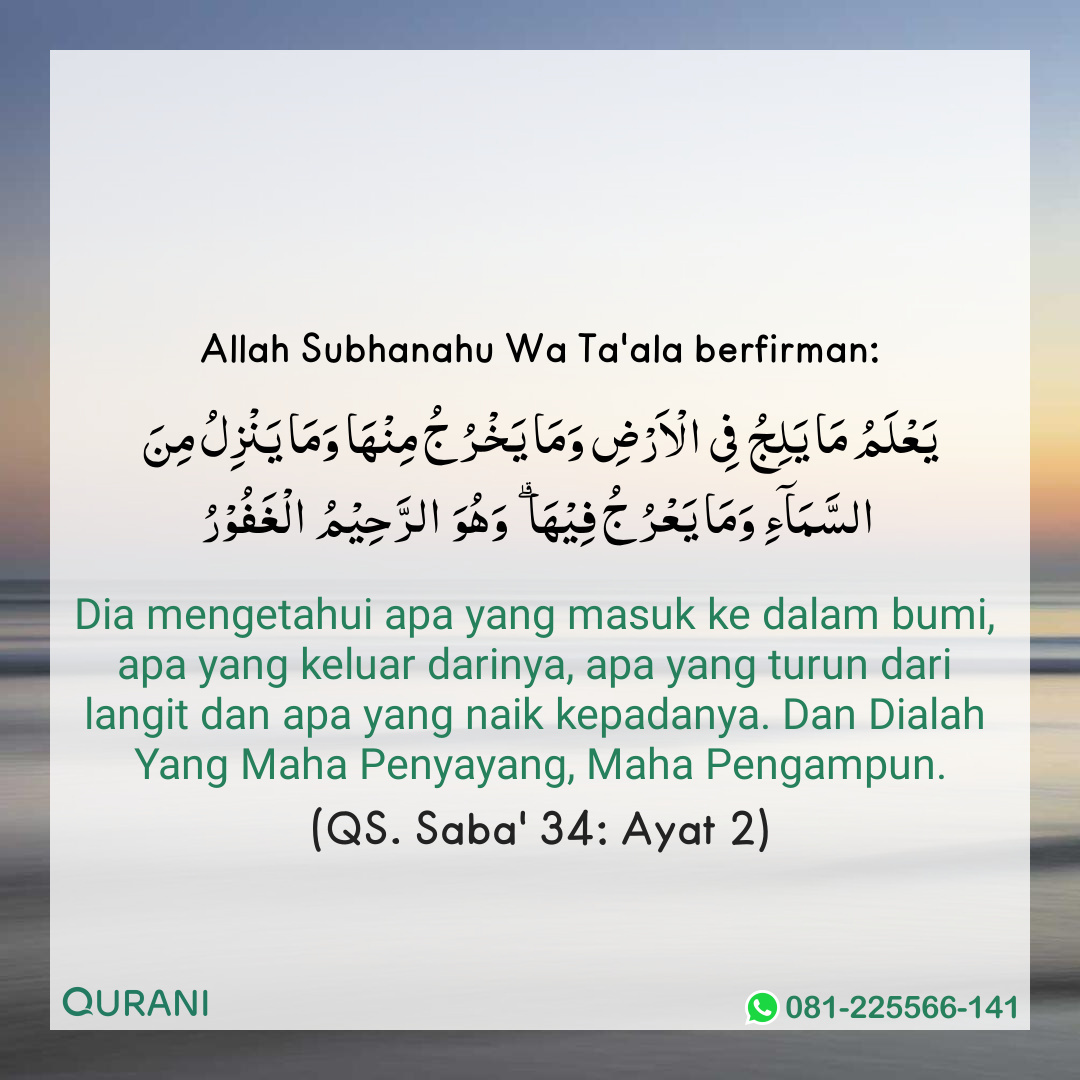 Allah Subhanahu Wa Ta'ala berfirman:
يَعْلَمُ مَا يَلِجُ فِى الْاَرْضِ وَمَا يَخْرُجُ مِنْهَا وَمَا يَنْزِلُ مِنَ
السَّمَآءِ وَمَا يَعْرُجُ فِيْهَا ۗ وَهُوَ الرَّحِيْمُ الْغَفُوْرُ
Dia mengetahui apa yang masuk ke dalam bumi,
apa yang keluar darinya, apa yang turun dari
langit dan apa yang naik kepadanya. Dan Dialah
Yang Maha Penyayang, Maha Pengampun.
(QS. Saba' 34: Ayat 2)
QURANI
081-225566-141